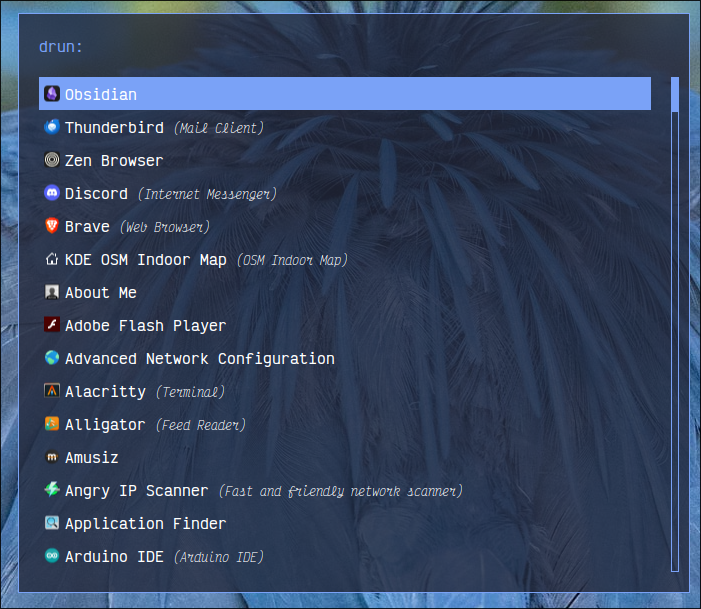 drun:
Obsidian
Thunderbird (Mail Client)
Zen Browser
Discord (Internet Messenger)
Brave (Web Browser)
KDE OSM Indoor Map (OSM Indoor Map)
About Me
Adobe Flash Player
Advanced Network Configuration
Alacritty (Terminal)
Alligator (Feed Reader)
Amusiz
Angry IP Scanner (Fast and friendly network scanner)
Application Finder
Arduino IDE (Arduino IDE)